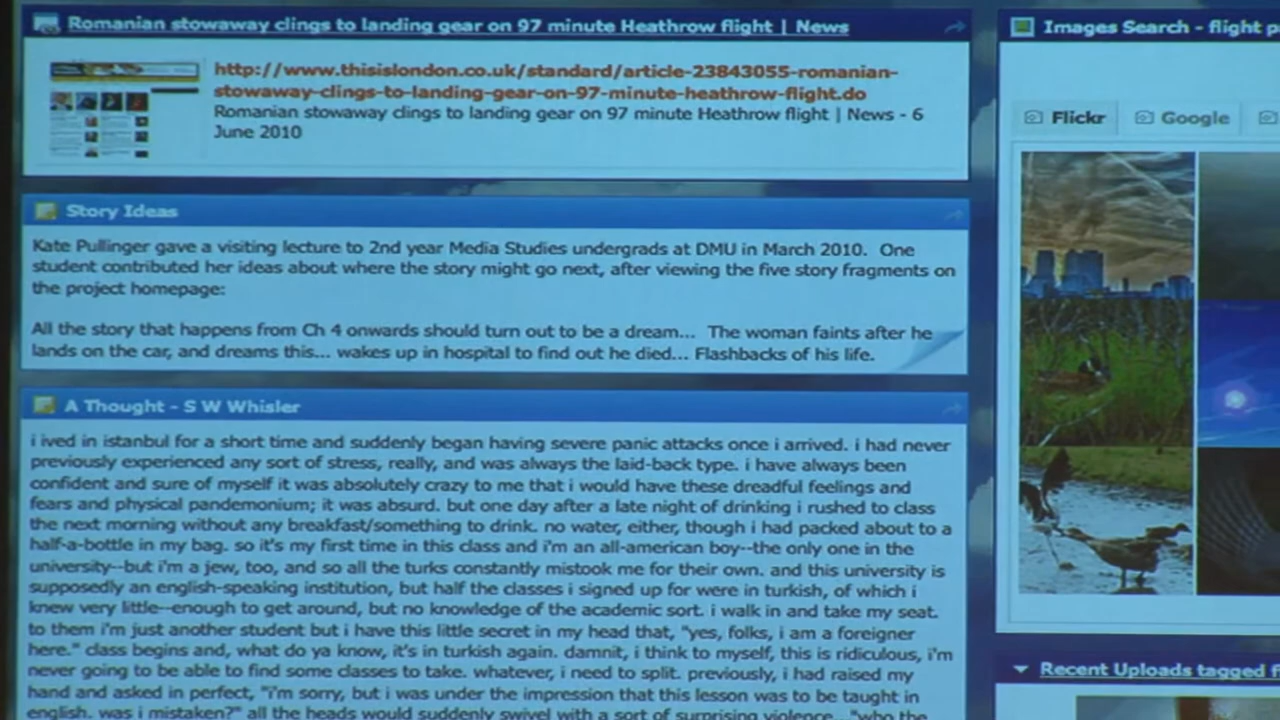 Romanian stowaway clings to landing gear on 97 minute Heathrow flight | News
http://www.thisislondon.co.uk/standard/article-23843055-romanian-
stowaway-clings-to-landing-gear-on-97-minute-heathrow-flight.do
Romanian stowaway clings to landing gear on 97 minute Heathrow flight | News - 6
June 2010
Story Ideas
Kate Pullinger gave a visiting lecture to 2nd year Media Studies undergrads at DMU in March 2010. One
student contributed her ideas about where the story might go next, after viewing the five story fragments on
the project homepage:
All the story that happens from Ch 4 onwards should turn out to be a dream... The woman faints after he
lands on the car, and dreams this... wakes up in hospital to find out he died... Flashbacks of his life.
A Thought - S W Whisler
i ived in istanbul for a short time and suddenly began having severe panic attacks once i arrived. i had never
previously experienced any sort of stress, really, and was always the laid-back type. i have always been
confident and sure of myself it was absolutely crazy to me that i would have these dreadful feelings and
fears and physical pandemonium; it was absurd. but one day after a late night of drinking i rushed to class
the next morning without any breakfast/something to drink. no water, either, though i had packed about to a
half-a-bottle in my bag. so it's my first time in this class and i'm an all-american boy--the only one in the
university--but i'm a jew, too, and so all the turks constantly mistook me for their own. and this university is
supposedly an english-speaking institution, but half the classes i signed up for were in turkish, of which i
knew very little--enough to get around, but no knowledge of the academic sort. i walk in and take my seat.
to them i'm just another student but i have this little secret in my head that, "yes, folks, i am a foreigner
here." class begins and, what do ya know, it's in turkish again. damnit, i think to myself, this is ridiculous, i'm
never going to be able to find some classes to take. whatever, i need to split. previously, i had raised my
hand and asked in perfect, "i'm sorry, but i was under the impression that this lesson was to be taught in
english. was i mistaken?" all the heads would suddenly swivel with a sort of surprising violence..."who the
Images Search - flight p
Flickr
Google
Recent Uploads tagged f